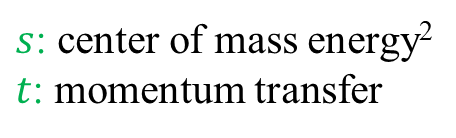 s: center of mass energy²
t: momentum transfer